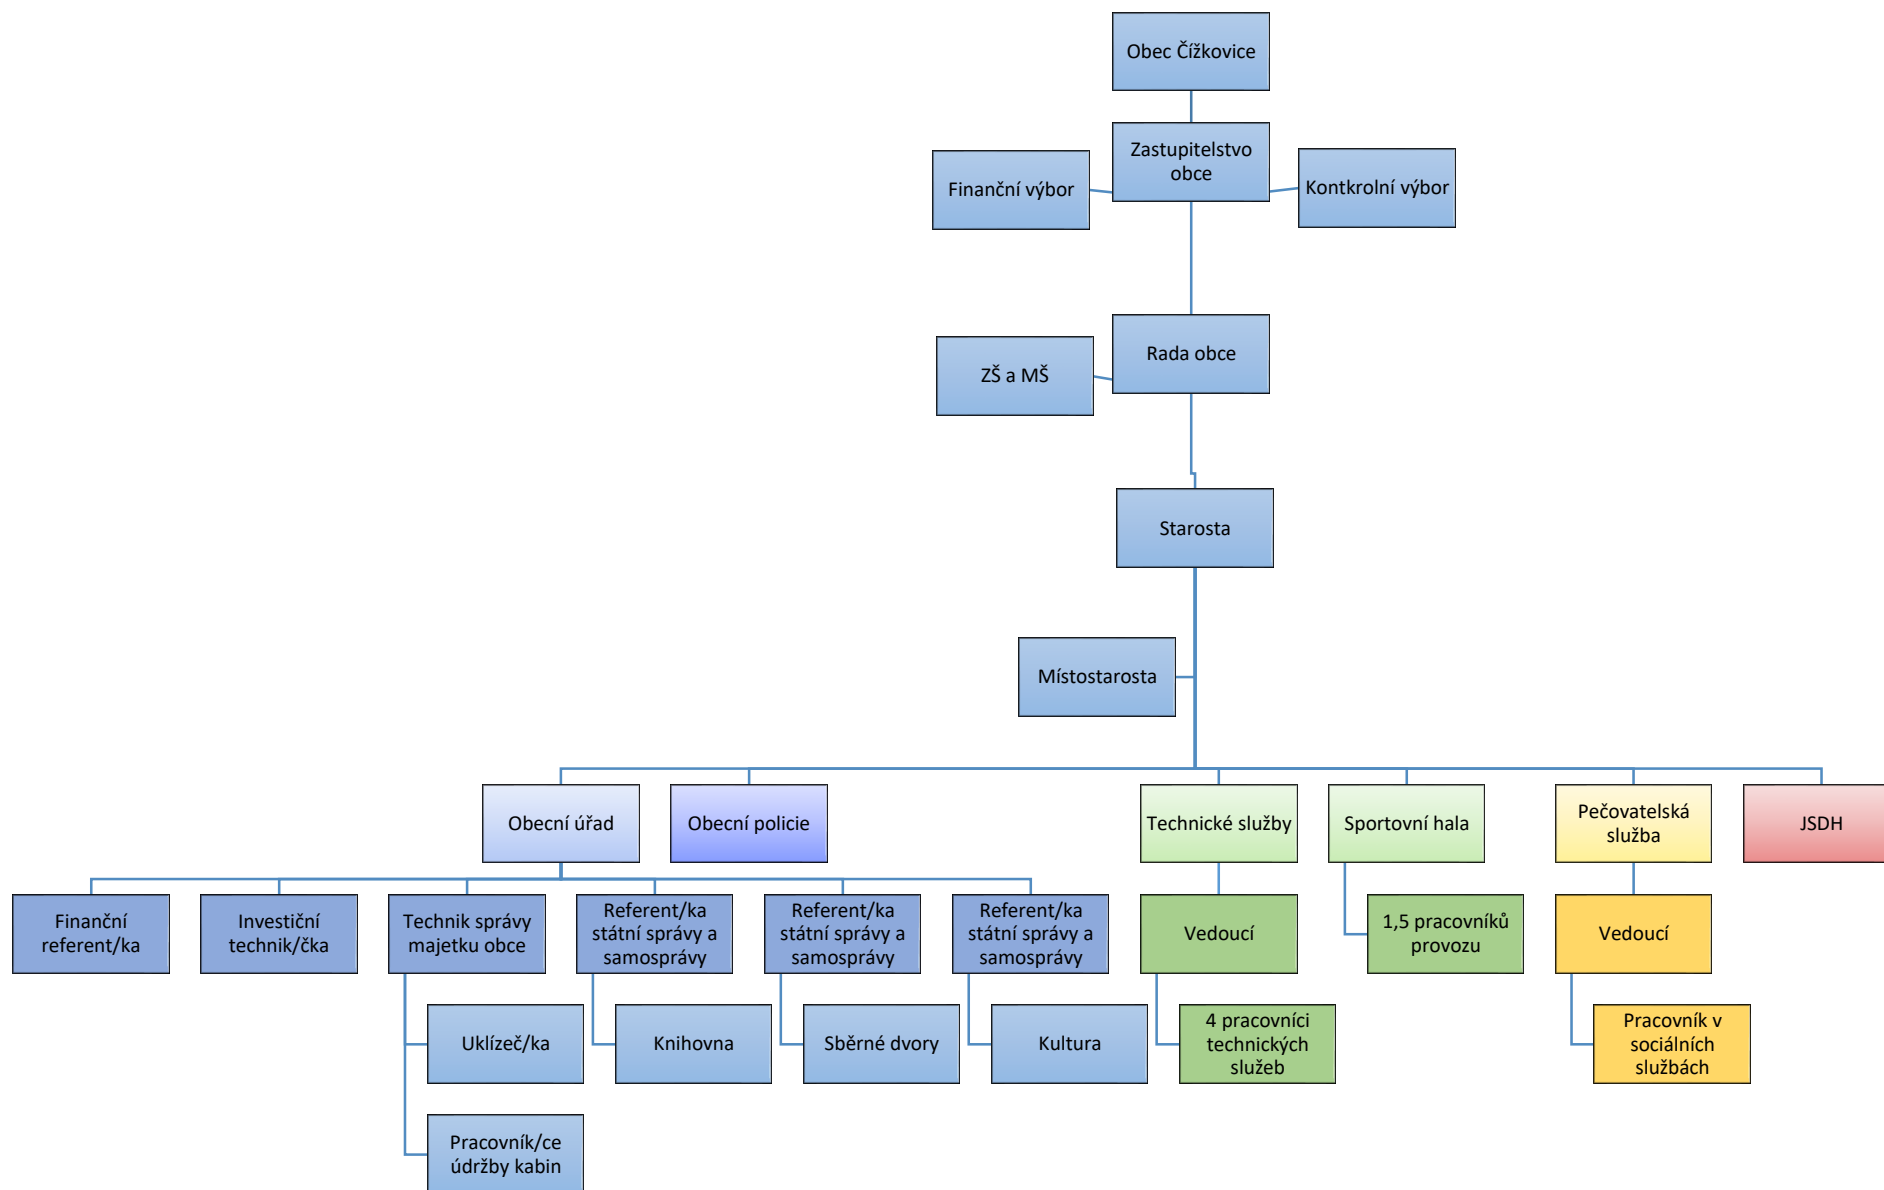 Obec Čížkovice
Zastupitelstvo
obce
Finanční výbor
Kontkrolní výbor
Rada obce
ZŠ a MŠ
Starosta
Místostarosta
Obecní úřad
Obecní policie
Technické služby
Sportovní hala
Pečovatelská
služba
JSDH
Finanční
referent/ka
Investiční
technik/čka
Technik správy
majetku obce
Referent/ka
státní správy a
samosprávy
Referent/ka
státní správy a
samosprávy
Referent/ka
státní správy a
samosprávy
Vedoucí
1,5 pracovníků
provozu
Vedoucí
Uklízeč/ka
Knihovna
Sběrné dvory
Kultura
4 pracovníci
technických
služeb
Pracovník v
sociálních
službách
Pracovník/ce
údržby kabin